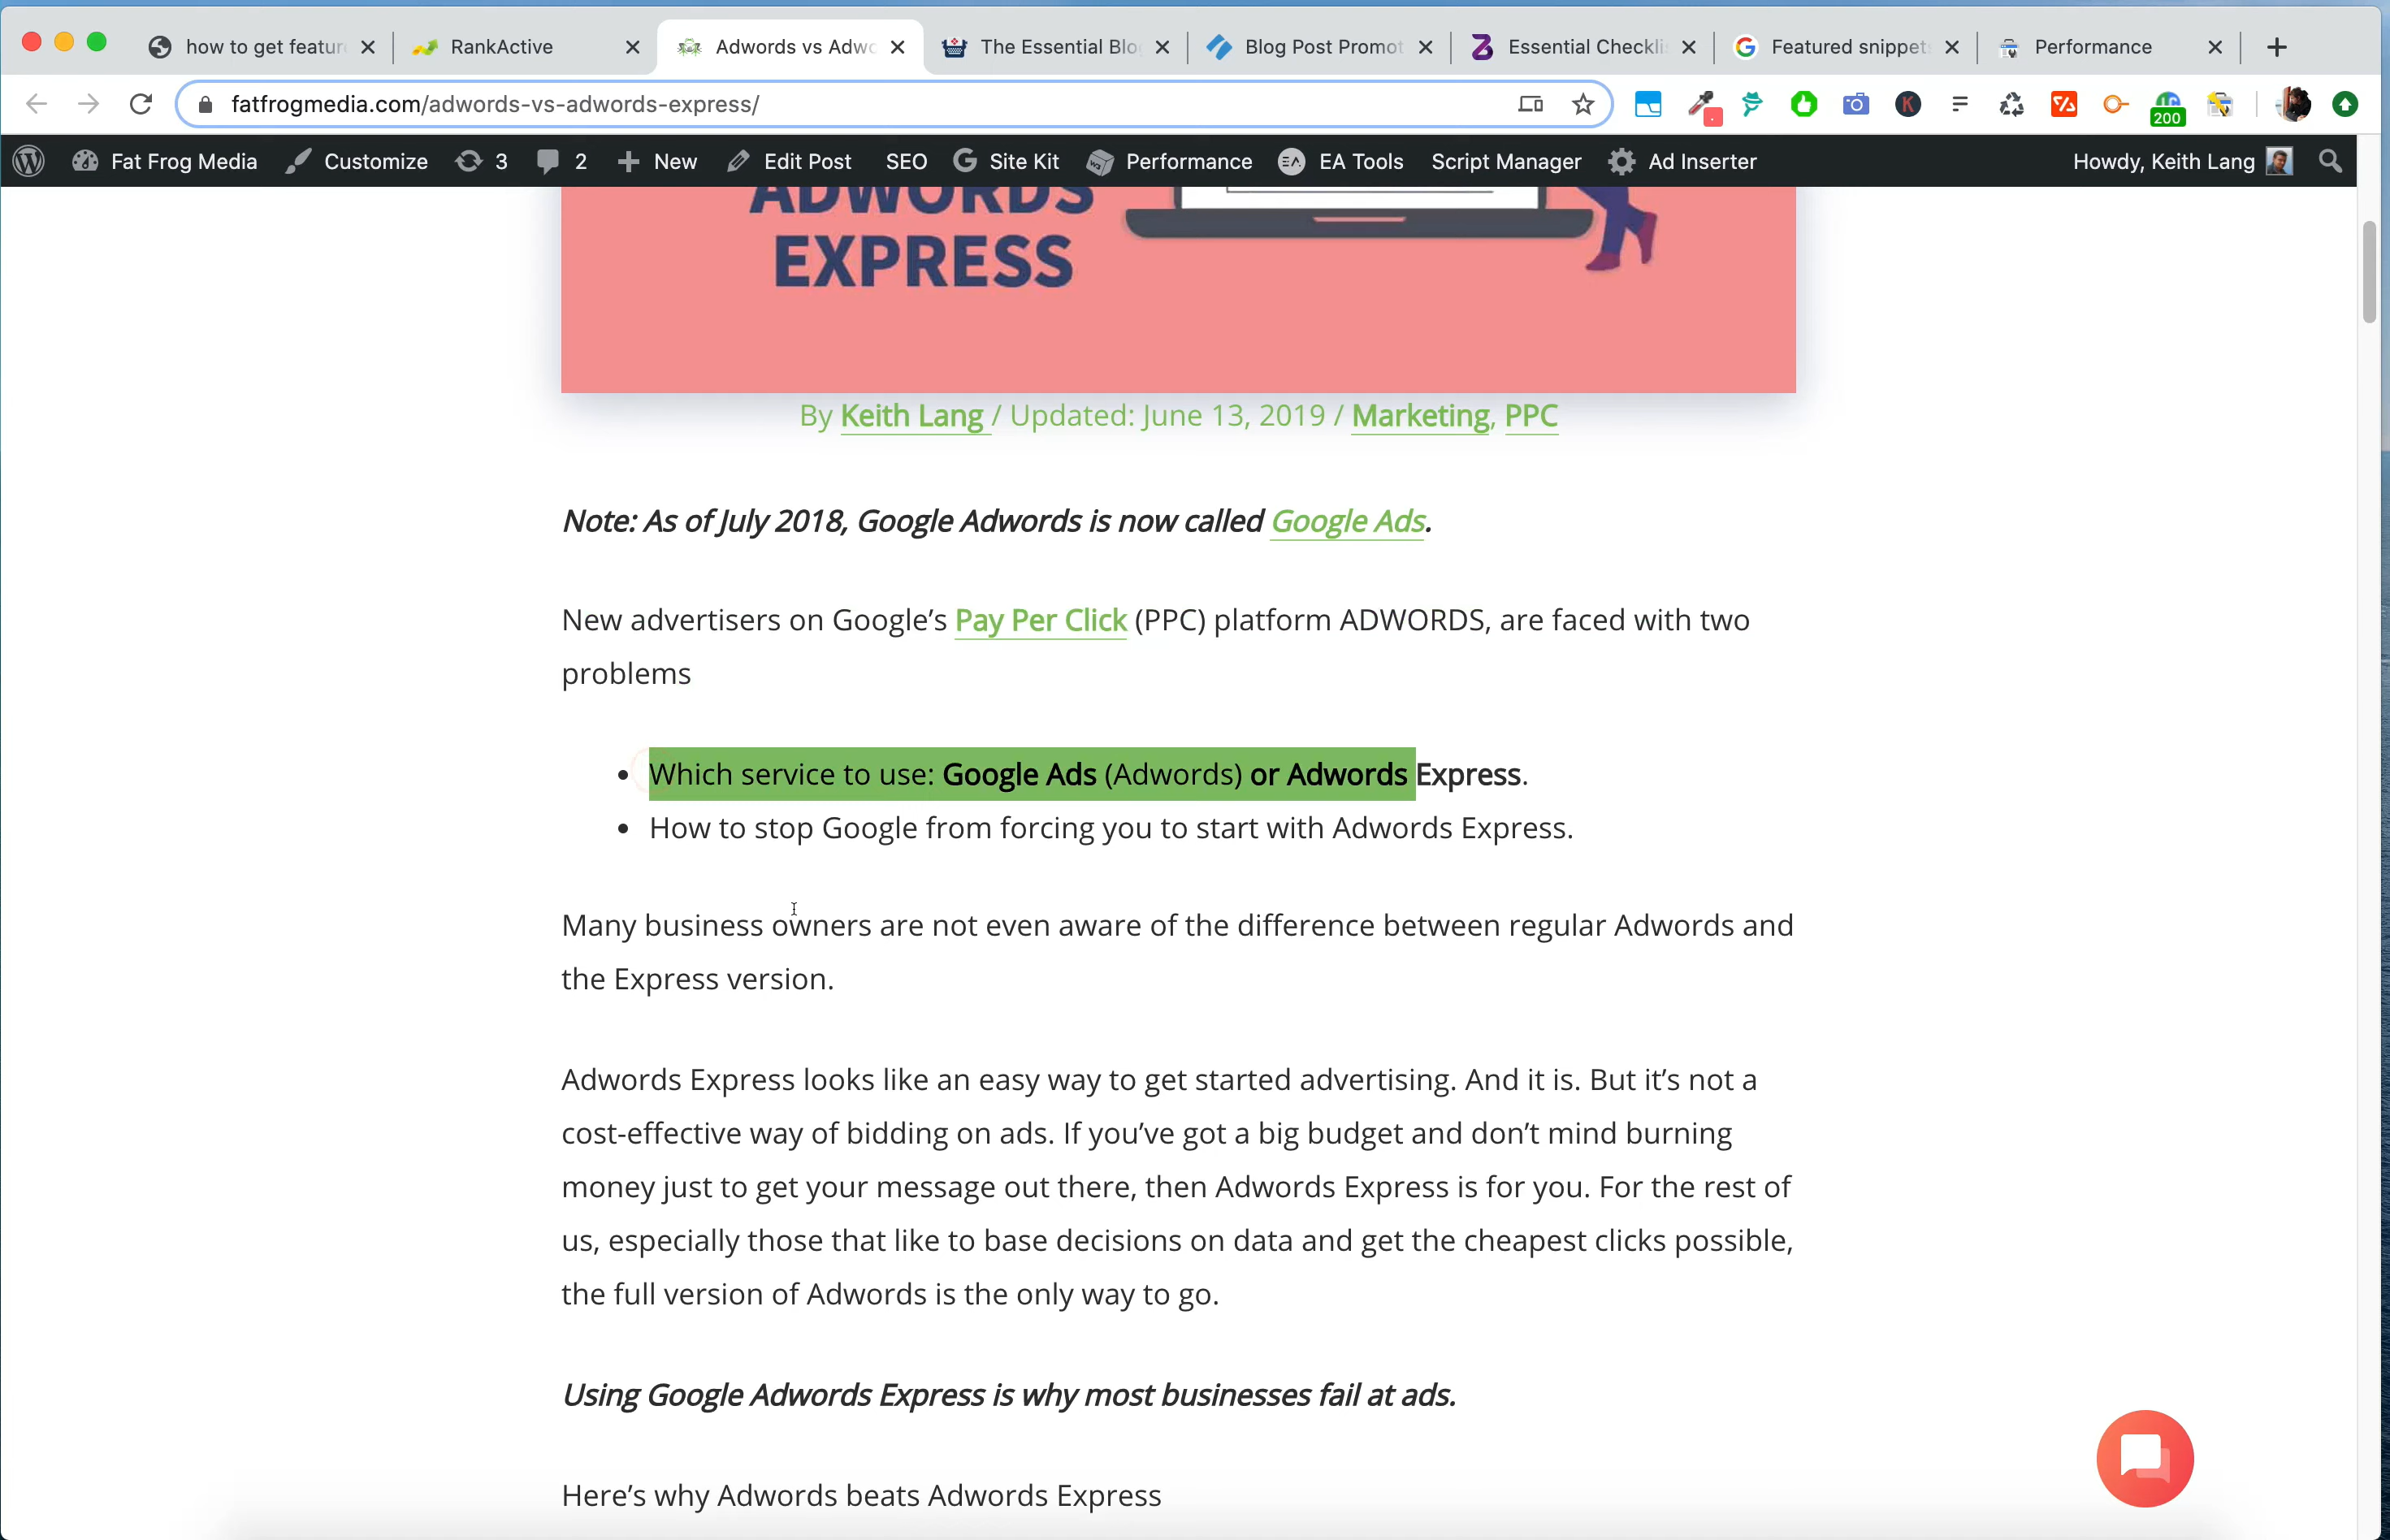 how to get featur
RankActive
Adwords vs Adwo
The Essential Blo
Blog Post Promot
Essential Checkli
Featured snippet
Performance
fatfrogmedia.com/adwords-vs-adwords-express/
K
200
Fat Frog Media
Customize
3
2
New
Edit Post
SEO
Site Kit
Performance
EA Tools
Script Manager
Ad Inserter
Howdy, Keith Lang
ADWORDS
EXPRESS
By Keith Lang / Updated: June 13, 2019 / Marketing, PPC
Note: As of July 2018, Google Adwords is now called Google Ads.
New advertisers on Google’s Pay Per Click (PPC) platform ADWORDS, are faced with two
problems
• Which service to use: Google Ads (Adwords) or Adwords Express.
• How to stop Google from forcing you to start with Adwords Express.
Many business owners are not even aware of the difference between regular Adwords and
the Express version.
Adwords Express looks like an easy way to get started advertising. And it is. But it’s not a
cost-effective way of bidding on ads. If you’ve got a big budget and don’t mind burning
money just to get your message out there, then Adwords Express is for you. For the rest of
us, especially those that like to base decisions on data and get the cheapest clicks possible,
the full version of Adwords is the only way to go.
Using Google Adwords Express is why most businesses fail at ads.
Here’s why Adwords beats Adwords Express